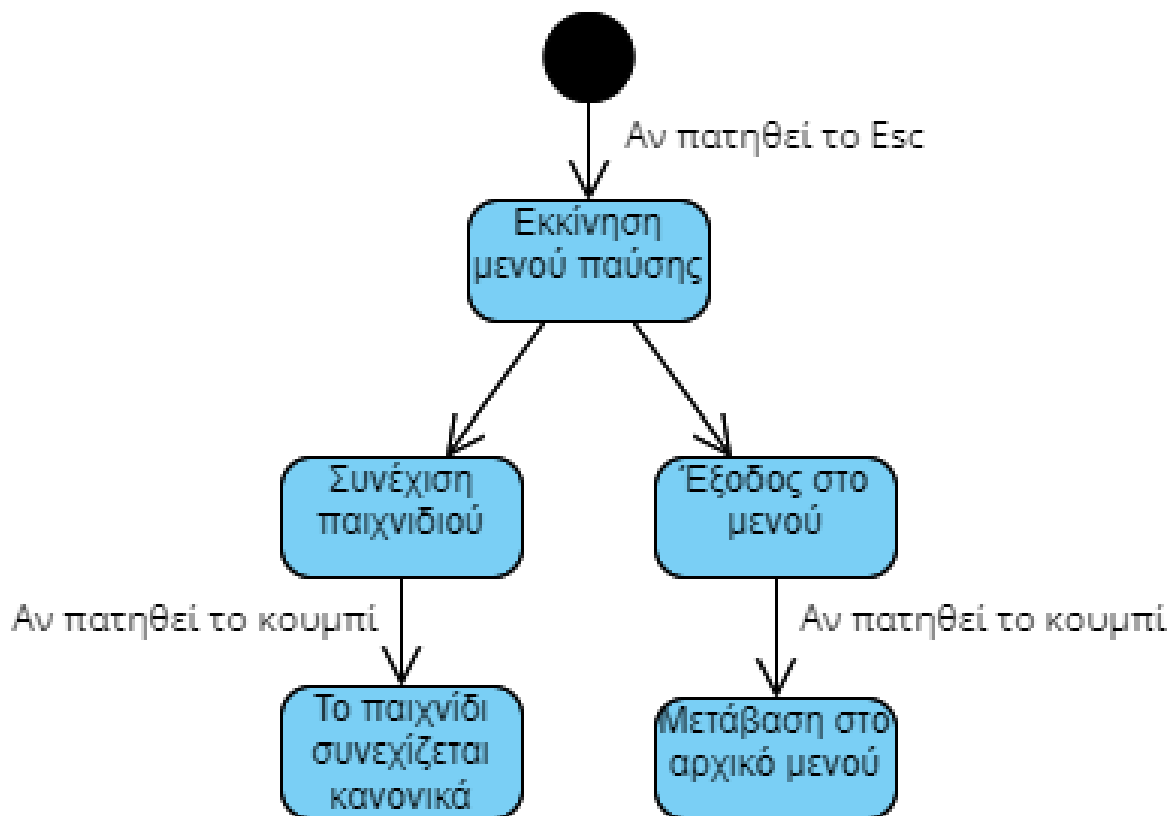 Αν πατηθεί το Esc
Εκκίνηση
μενού παύσης
Συνέχιση
παιχνιδιού
Έξοδος στο
μενού
Αν πατηθεί το κουμπί
Αν πατηθεί το κουμπί
Το παιχνίδι
συνεχίζεται
κανονικά
Μετάβαση στο
αρχικό μενού